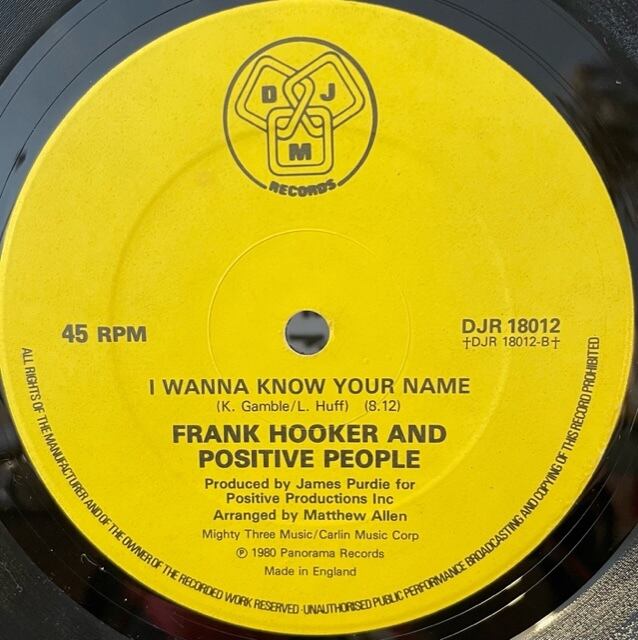 D J
M
RECORDS
45 RPM
DJR 18012
†DJR 18012-B†
I WANNA KNOW YOUR NAME
(K. Gamble/L. Huff) (8.12)
FRANK HOOKER AND
POSITIVE PEOPLE
Produced by James Purdie for
Positive Productions Inc
Arranged by Matthew Allen
Mighty Three Music/Carlin Music Corp
℗ 1980 Panorama Records
Made in England
ALL RIGHTS OF THE MANUFACTURER AND OF THE OWNER OF THE RECORDED WORK RESERVED·UNAUTHORISED PUBLIC PERFORMANCE BROADCASTING AND COPYING OF THIS RECORD PROHIBITED·